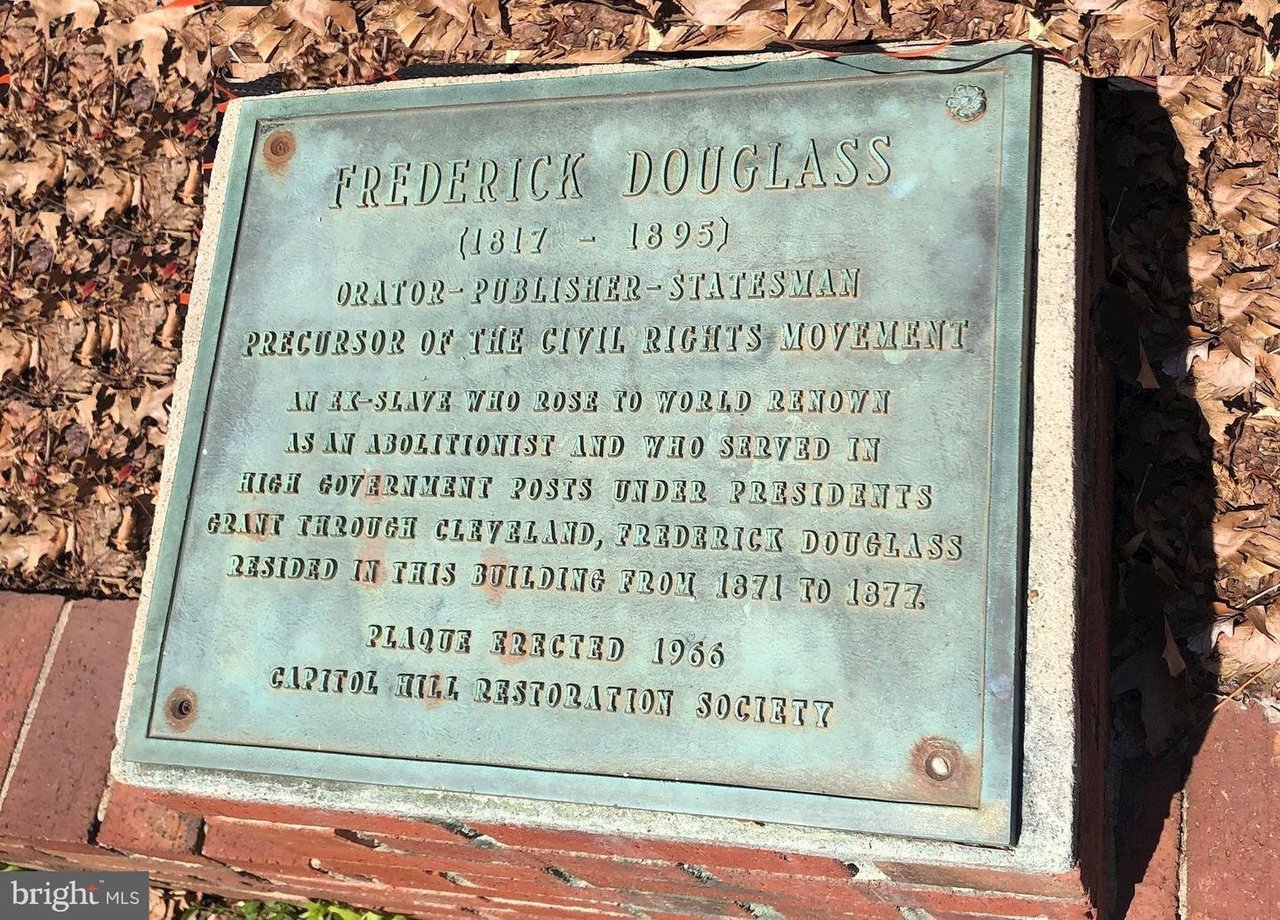 FREDERICK DOUGLASS
(1817 - 1895)
ORATOR-PUBLISHER-STATESMAN
PRECURSOR OF THE CIVIL RIGHTS MOVEMENT
AN EX-SLAVE WHO ROSE TO WORLD RENOWN
AS AN ABOLITIONIST AND WHO SERVED IN
HIGH GOVERNMENT POSTS UNDER PRESIDENTS
GRANT THROUGH CLEVELAND, FREDERICK DOUGLASS
RESIDED IN THIS BUILDING FROM 1871 TO 1877.
PLAQUE ERECTED 1966
CAPITOL HILL RESTORATION SOCIETY
bright MLS